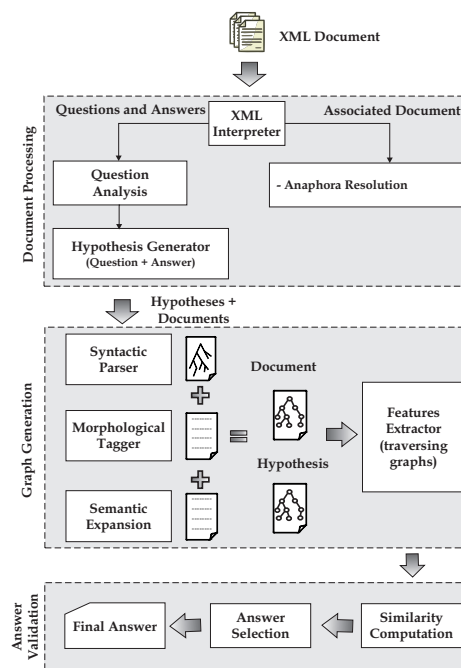 XML Document
Document Processing
Questions and Answers
XML
Interpreter
Associated Document
Question
Analysis
- Anaphora Resolution
Hypothesis Generator
(Question + Answer)
Hypotheses +
Documents
Graph Generation
Syntactic
Parser
Document
Morphological
Tagger
Hypothesis
Semantic
Expansion
Features
Extractor
(traversing
graphs)
Answer
Validation
Final Answer
Answer
Selection
Similarity
Computation